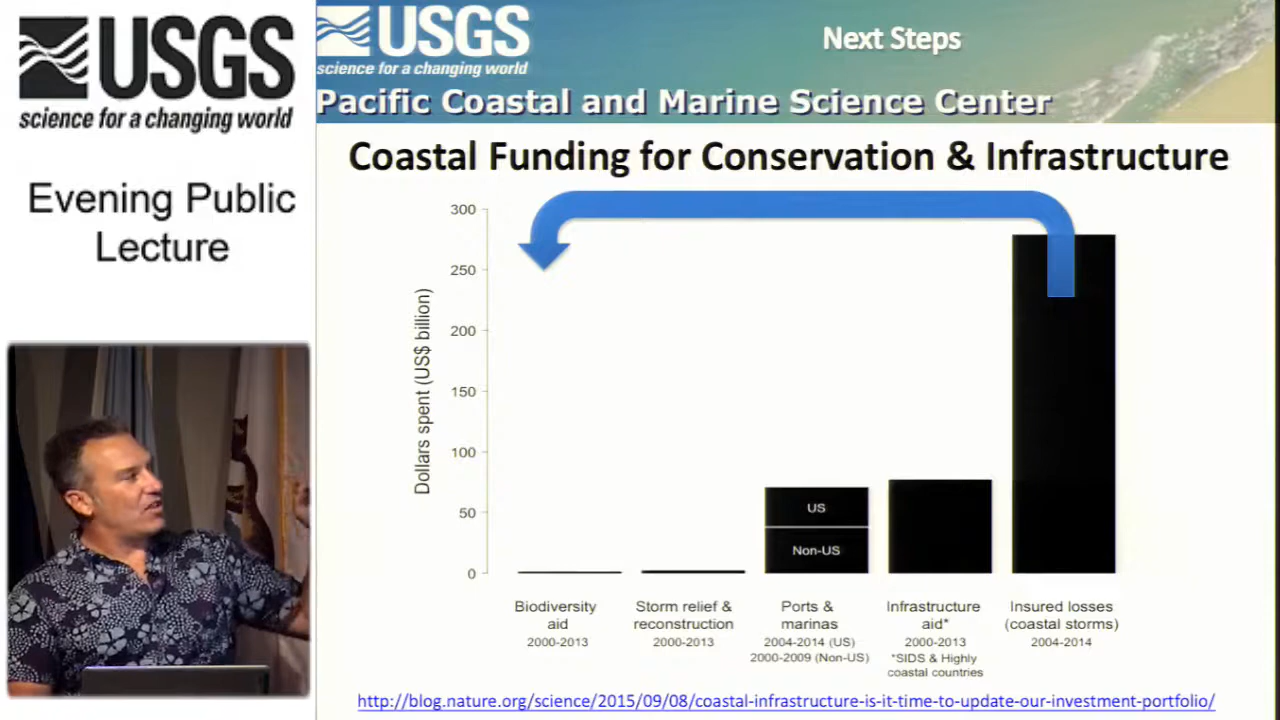 USGS
science for a changing world
Evening Public
Lecture
USGS
science for a changing world
Next Steps
Pacific Coastal and Marine Science Center
Coastal Funding for Conservation & Infrastructure
Dollars spent (US$ billion)
300
250
200
150
100
50
0
US
Non-US
Biodiversity
aid
2000-2013
Storm relief &
reconstruction
2000-2013
Ports &
marinas
2004-2014 (US)
2000-2009 (Non-US)
Infrastructure
aid*
2000-2013
*SIDS & Highly
coastal countries
Insured losses
(coastal storms)
2004-2014
http://blog.nature.org/science/2015/09/08/coastal-infrastructure-is-it-time-to-update-our-investment-portfolio/